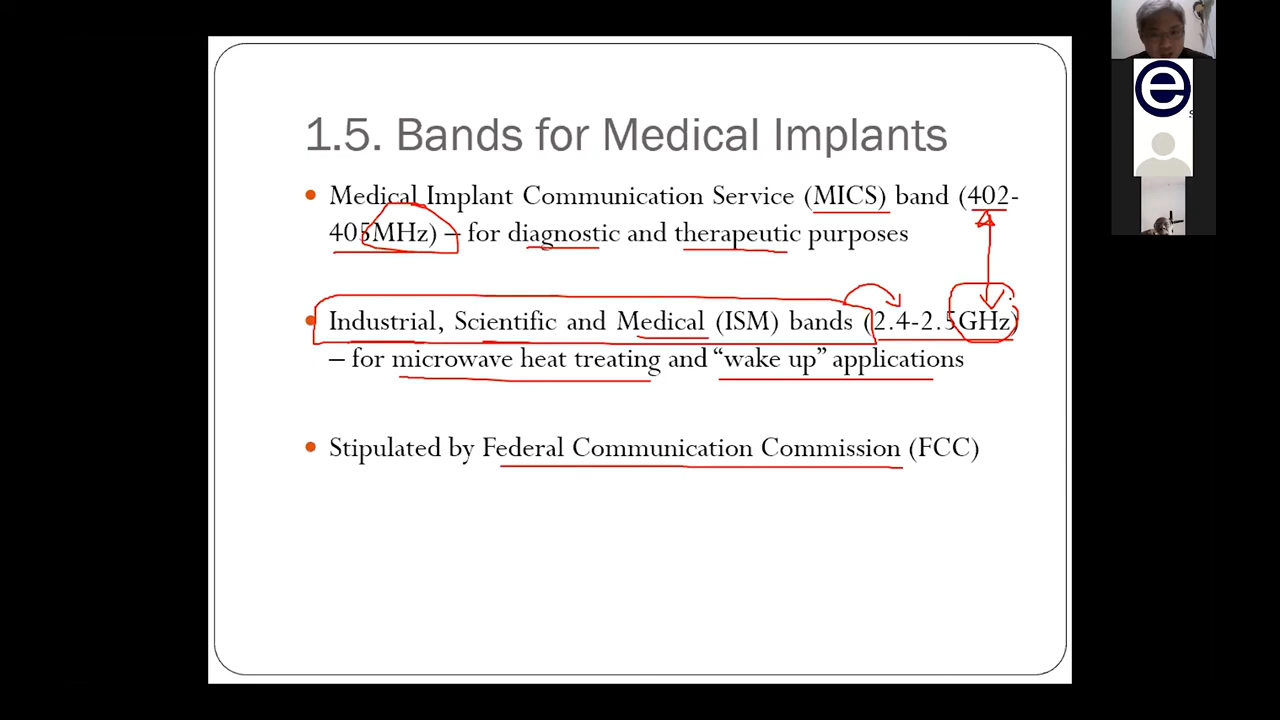 1.5. Bands for Medical Implants
• Medical Implant Communication Service (MICS) band (402-
405MHz) – for diagnostic and therapeutic purposes
• Industrial, Scientific and Medical (ISM) bands (2.4-2.5GHz)
– for microwave heat treating and “wake up” applications
• Stipulated by Federal Communication Commission (FCC)
e
s